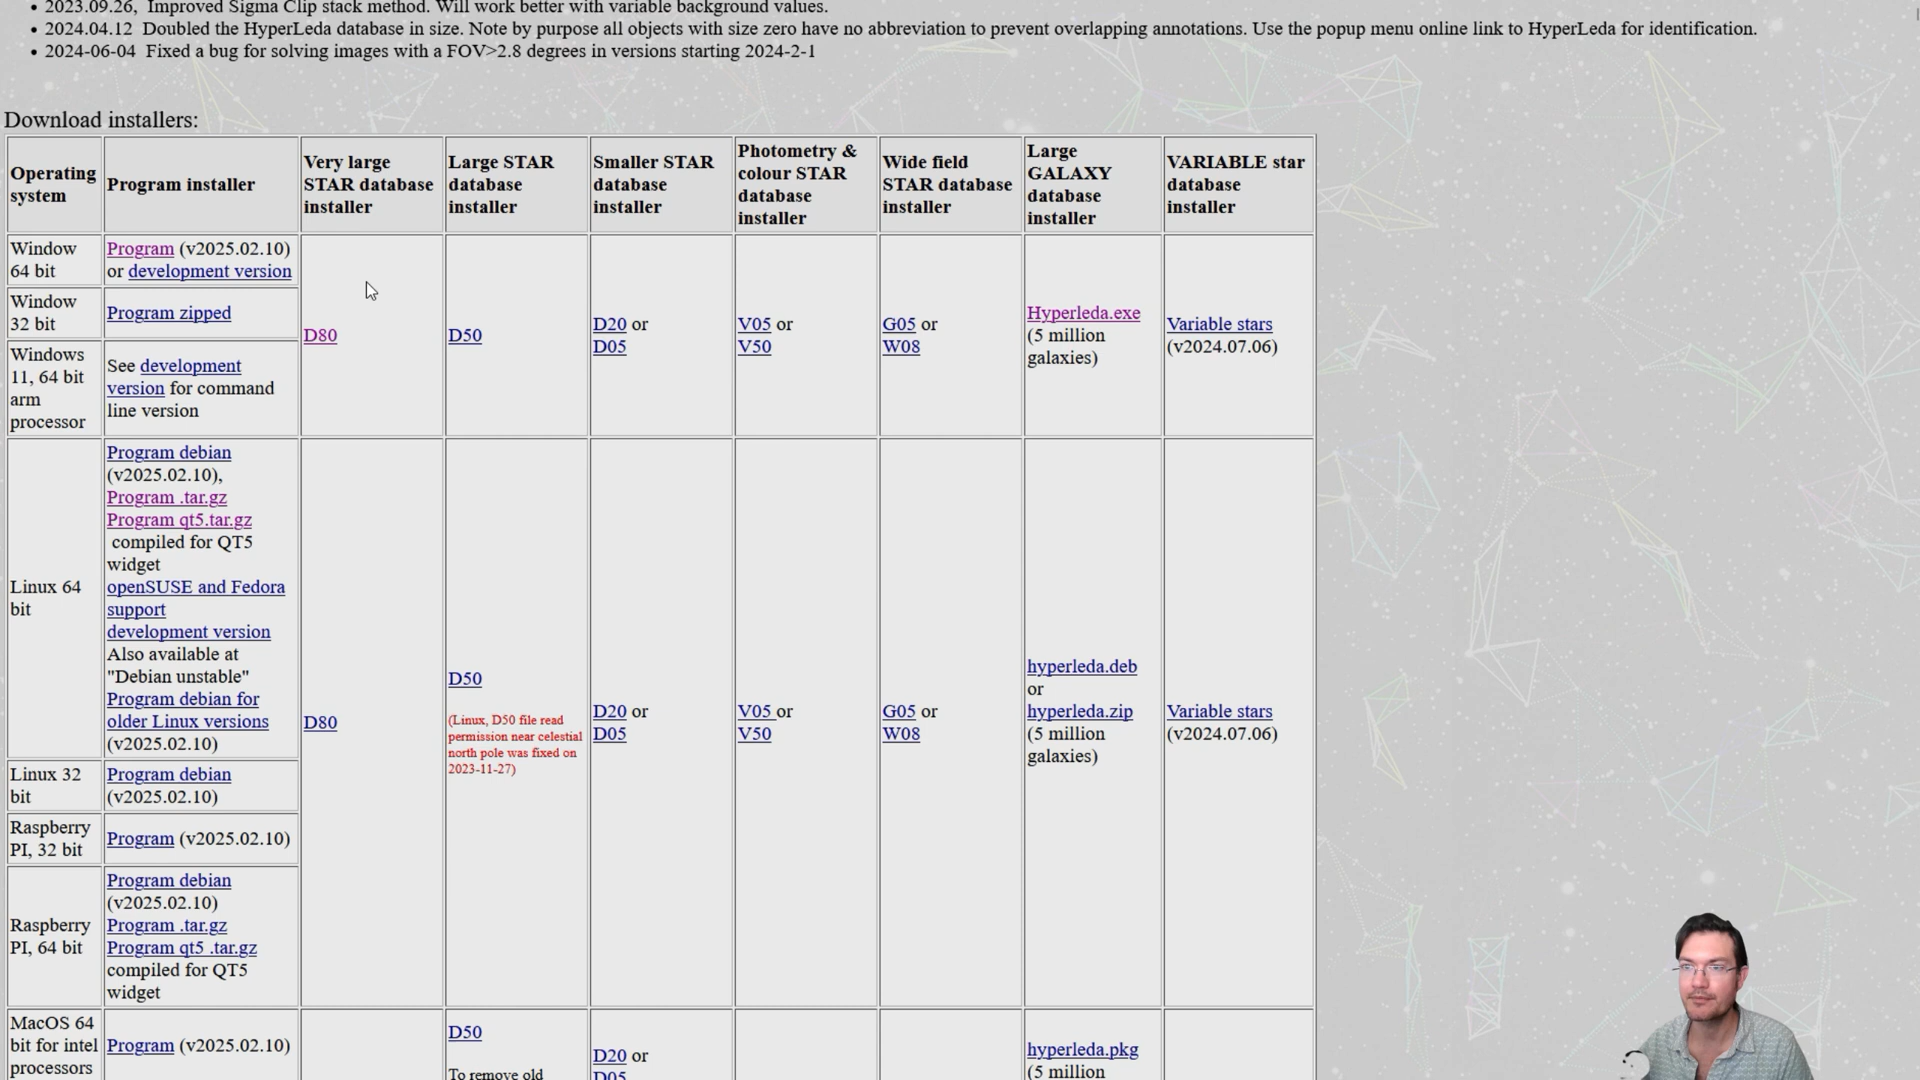 • 2023.09.26,  Improved Sigma Clip stack method. Will work better with variable background values.
• 2024.04.12  Doubled the HyperLeda database in size. Note by purpose all objects with size zero have no abbreviation to prevent overlapping annotations. Use the popup menu online link to HyperLeda for identification.
• 2024-06-04  Fixed a bug for solving images with a FOV>2.8 degrees in versions starting 2024-2-1
Download installers:
Operating
system
Program installer
Very large
STAR database
installer
Large STAR
database
installer
Smaller STAR
database
installer
Photometry &
colour STAR
database
installer
Wide field
STAR database
installer
Large
GALAXY
database
installer
VARIABLE star
database
installer
Window
64 bit
Program (v2025.02.10)
or development version
D80
D50
D20 or
D05
V05 or
V50
G05 or
W08
Hyperleda.exe
(5 million
galaxies)
Variable stars
(v2024.07.06)
Window
32 bit
Program zipped
Windows
11, 64 bit
arm
processor
See development
version for command
line version
Linux 64
bit
Program debian
(v2025.02.10),
Program .tar.gz
Program qt5.tar.gz
compiled for QT5
widget
openSUSE and Fedora
support
development version
Also available at
"Debian unstable"
Program debian for
older Linux versions
(v2025.02.10)
D80
D50
(Linux, D50 file read
permission near celestial
north pole was fixed on
2023-11-27)
D20 or
D05
V05 or
V50
G05 or
W08
hyperleda.deb
or
hyperleda.zip
(5 million
galaxies)
Variable stars
(v2024.07.06)
Linux 32
bit
Program debian
(v2025.02.10)
Raspberry
PI, 32 bit
Program (v2025.02.10)
Raspberry
PI, 64 bit
Program debian
(v2025.02.10)
Program .tar.gz
Program qt5 .tar.gz
compiled for QT5
widget
MacOS 64
bit for intel
processors
Program (v2025.02.10)
D50
To remove old
D20 or
D05
hyperleda.pkg
(5 million